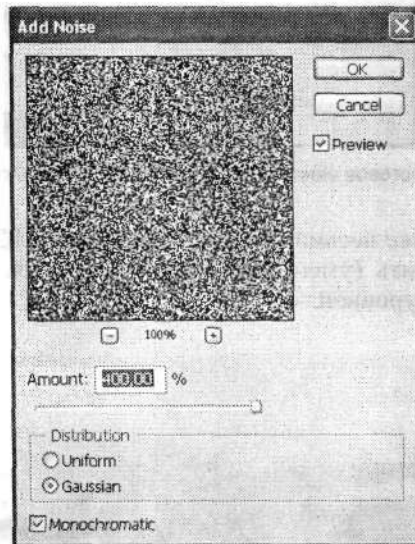 Add Noise
OK
Cancel
Preview
100%
Amount: 400,00 %
Distribution
Uniform
Gaussian
Monochromatic